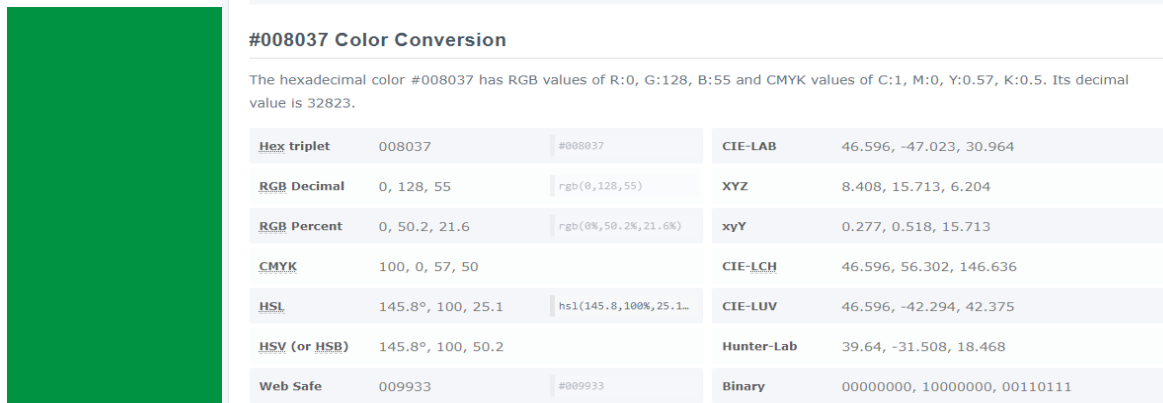 #008037 Color Conversion
The hexadecimal color #008037 has RGB values of R:0, G:128, B:55 and CMYK values of C:1, M:0, Y:0.57, K:0.5. Its decimal
value is 32823.
Hex triplet 008037 #008037 CIE-LAB 46.596, -47.023, 30.964
RGB Decimal 0, 128, 55 rgb(0,128,55) XYZ 8.408, 15.713, 6.204
RGB Percent 0, 50.2, 21.6 rgb(0%,50.2%,21.6%) xyY 0.277, 0.518, 15.713
CMYK 100, 0, 57, 50 CIE-LCH 46.596, 56.302, 146.636
HSL 145.8°, 100, 25.1 hsl(145.8,100%,25.1… CIE-LUV 46.596, -42.294, 42.375
HSV (or HSB) 145.8°, 100, 50.2 Hunter-Lab 39.64, -31.508, 18.468
Web Safe 009933 #009933 Binary 00000000, 10000000, 00110111